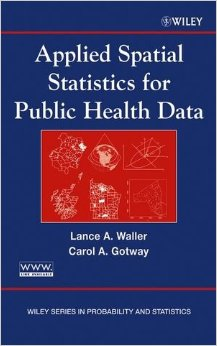 WILEY
Applied Spatial
Statistics for
Public Health Data
Lance A. Waller
Carol A. Gotway
WWW.
WILEY SERIES IN PROBABILITY AND STATISTICS